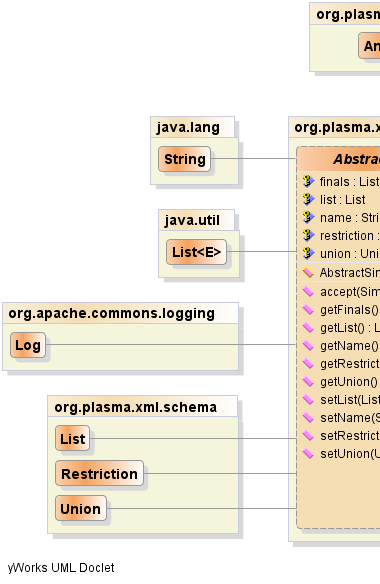 org.plasm
An
java.lang
String
java.util
List<E>
org.apache.commons.logging
Log
org.plasma.xml.schema
List
Restriction
Union
org.plasma.x
Abstrac
finals : List
list : List
name : Stri
restriction :
union : Uni
AbstractSim
accept(Sim
getFinals()
getList() : L
getName()
getRestrict
getUnion()
setList(List
setName(S
setRestrict
setUnion(U
yWorks UML Doclet